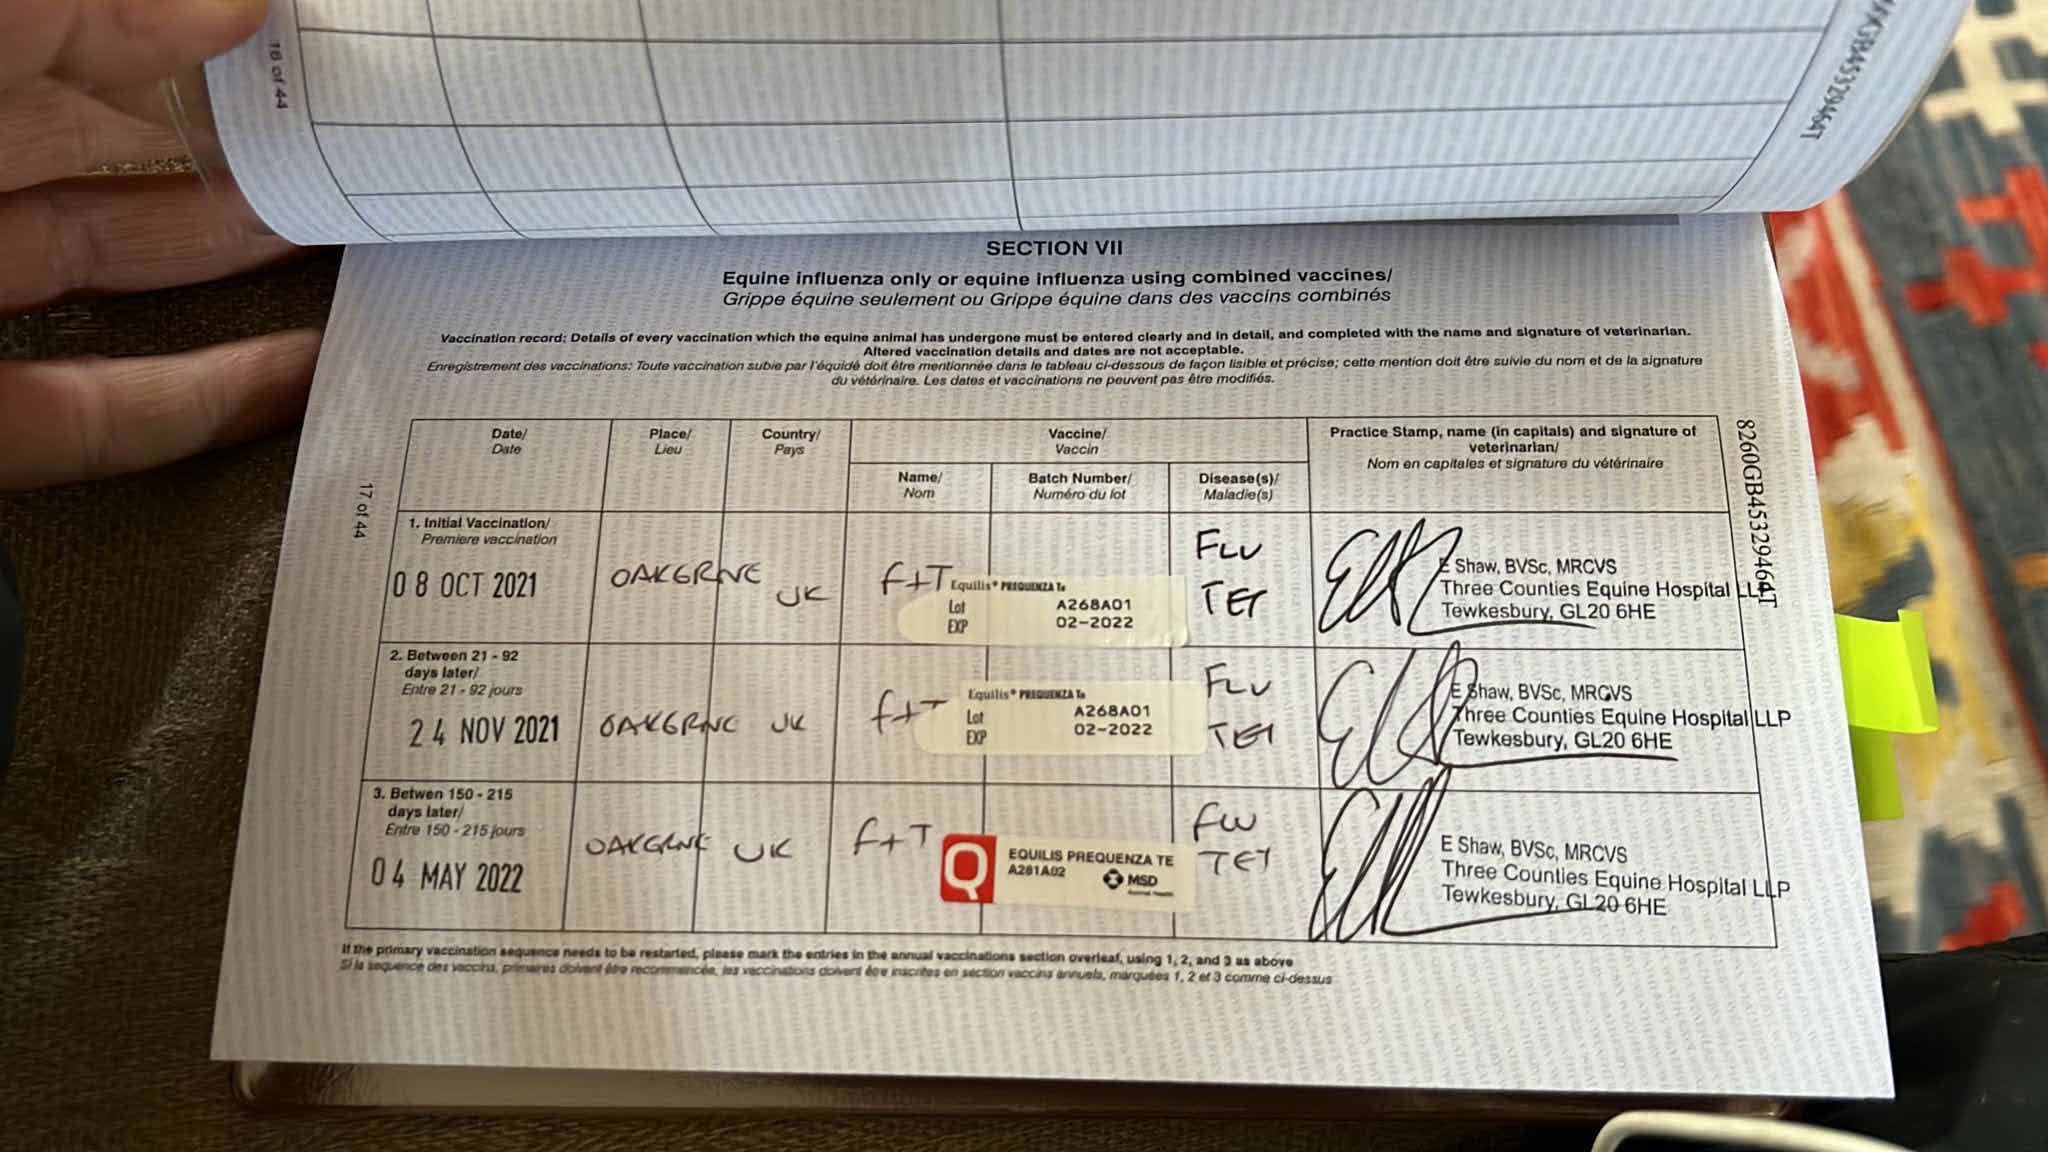 18 of 44
SECTION VII
Equine influenza only or equine influenza using combined vaccines/
Grippe équine seulement ou Grippe équine dans des vaccins combinés
Vaccination record: Details of every vaccination which the equine animal has undergone must be entered clearly and in detail, and completed with the name and signature of veterinarian.
Altered vaccination details and dates are not acceptable.
Enregistrement des vaccinations: Toute vaccination subie par l'équidé doit être mentionnée dans le tableau ci-dessous de façon lisible et précise; cette mention doit être suivie du nom et de la signature
du vétérinaire. Les dates et vaccinations ne peuvent pas être modifiés.
17 of 44
8260GB45329464T
Date/
Date
Place/
Lieu
Country/
Pays
Vaccine/
Vaccin
Name/
Nom
Batch Number/
Numéro du lot
Disease(s)/
Maladie(s)
Practice Stamp, name (in capitals) and signature of
veterinarian/
Nom en capitales et signature du vétérinaire
1. Initial Vaccination/
Premiere vaccination
08 OCT 2021
OAKGRNE
UK
F+T
Equilis® PREQUENZA Te
Lot A268A01
EXP 02-2022
FLU
TET
E Shaw, BVSc, MRCVS
Three Counties Equine Hospital LLP
Tewkesbury, GL20 6HE
2. Between 21 - 92
days later/
Entre 21 - 92 jours
24 NOV 2021
OAKGRNE
UK
F+T
Equilis® PREQUENZA Te
Lot A268A01
EXP 02-2022
FLU
TET
E Shaw, BVSc, MRCVS
Three Counties Equine Hospital LLP
Tewkesbury, GL20 6HE
3. Betwen 150 - 215
days later/
Entre 150 - 215 jours
04 MAY 2022
OAKGRNE
UK
F+T
Q
EQUILIS PREQUENZA TE
A281A02
MSD
Animal Health
FLU
TET
E Shaw, BVSc, MRCVS
Three Counties Equine Hospital LLP
Tewkesbury, GL20 6HE
If the primary vaccination sequence needs to be restarted, please mark the entries in the annual vaccinations section overleaf, using 1, 2, and 3 as above
Si la sequence des vaccins, primaires doivent être recommencée, les vaccinations doivent être inscrites en section vaccins annuels, marquées 1, 2 et 3 comme ci-dessus